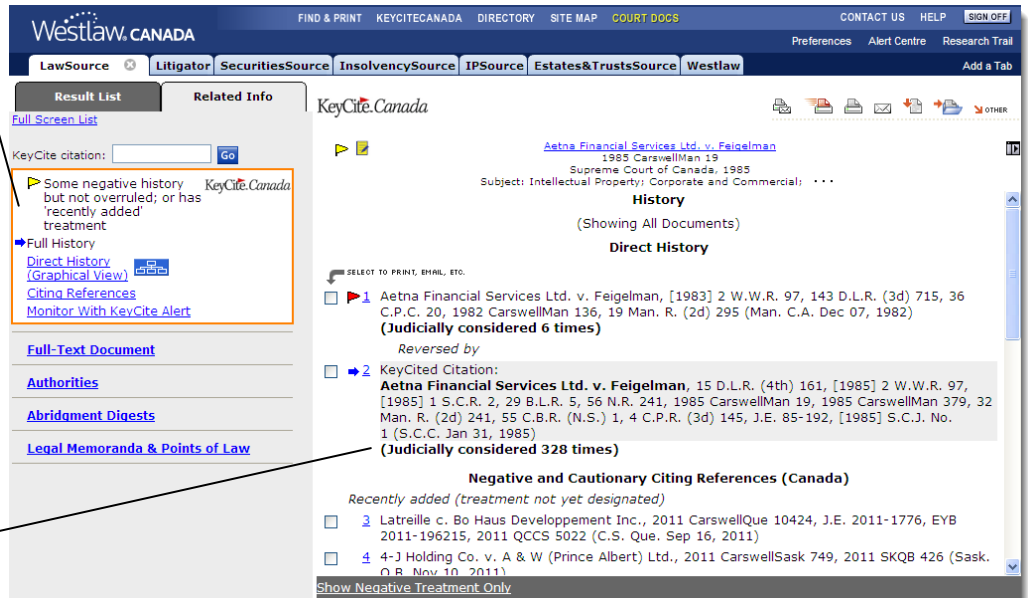 FIND & PRINT KEYCITECANADA DIRECTORY SITE MAP COURT DOCS CONTACT US HELP SIGN OFF
Westlaw. CANADA
Preferences Alert Centre Research Trail
LawSource Litigator SecuritiesSource InsolvencySource IPSource Estates&TrustsSource Westlaw Add a Tab
Result List Related Info
Full Screen List
KeyCite citation: Go
Some negative history
but not overruled; or has
'recently added'
treatment
KeyCite.Canada
Full History
Direct History
(Graphical View)
Citing References
Monitor With KeyCite Alert
Full-Text Document
Authorities
Abridgment Digests
Legal Memoranda & Points of Law
KeyCite.Canada
OTHER
Aetna Financial Services Ltd. v. Feigelman
1985 CarswellMan 19
Supreme Court of Canada, 1985
Subject: Intellectual Property; Corporate and Commercial; ···
History
(Showing All Documents)
Direct History
SELECT TO PRINT, EMAIL, ETC.
1 Aetna Financial Services Ltd. v. Feigelman, [1983] 2 W.W.R. 97, 143 D.L.R. (3d) 715, 36
C.P.C. 20, 1982 CarswellMan 136, 19 Man. R. (2d) 295 (Man. C.A. Dec 07, 1982)
(Judicially considered 6 times)
Reversed by
2 KeyCited Citation:
Aetna Financial Services Ltd. v. Feigelman, 15 D.L.R. (4th) 161, [1985] 2 W.W.R. 97,
[1985] 1 S.C.R. 2, 29 B.L.R. 5, 56 N.R. 241, 1985 CarswellMan 19, 1985 CarswellMan 379, 32
Man. R. (2d) 241, 55 C.B.R. (N.S.) 1, 4 C.P.R. (3d) 145, J.E. 85-192, [1985] S.C.J. No.
1 (S.C.C. Jan 31, 1985)
(Judicially considered 328 times)
Negative and Cautionary Citing References (Canada)
Recently added (treatment not yet designated)
3 Latreille c. Bo Haus Developpement Inc., 2011 CarswellQue 10424, J.E. 2011-1776, EYB
2011-196215, 2011 QCCS 5022 (C.S. Que. Sep 16, 2011)
4 4-J Holding Co. v. A & W (Prince Albert) Ltd., 2011 CarswellSask 749, 2011 SKQB 426 (Sask.
Q.B. Nov 10, 2011)
Show Negative Treatment Only